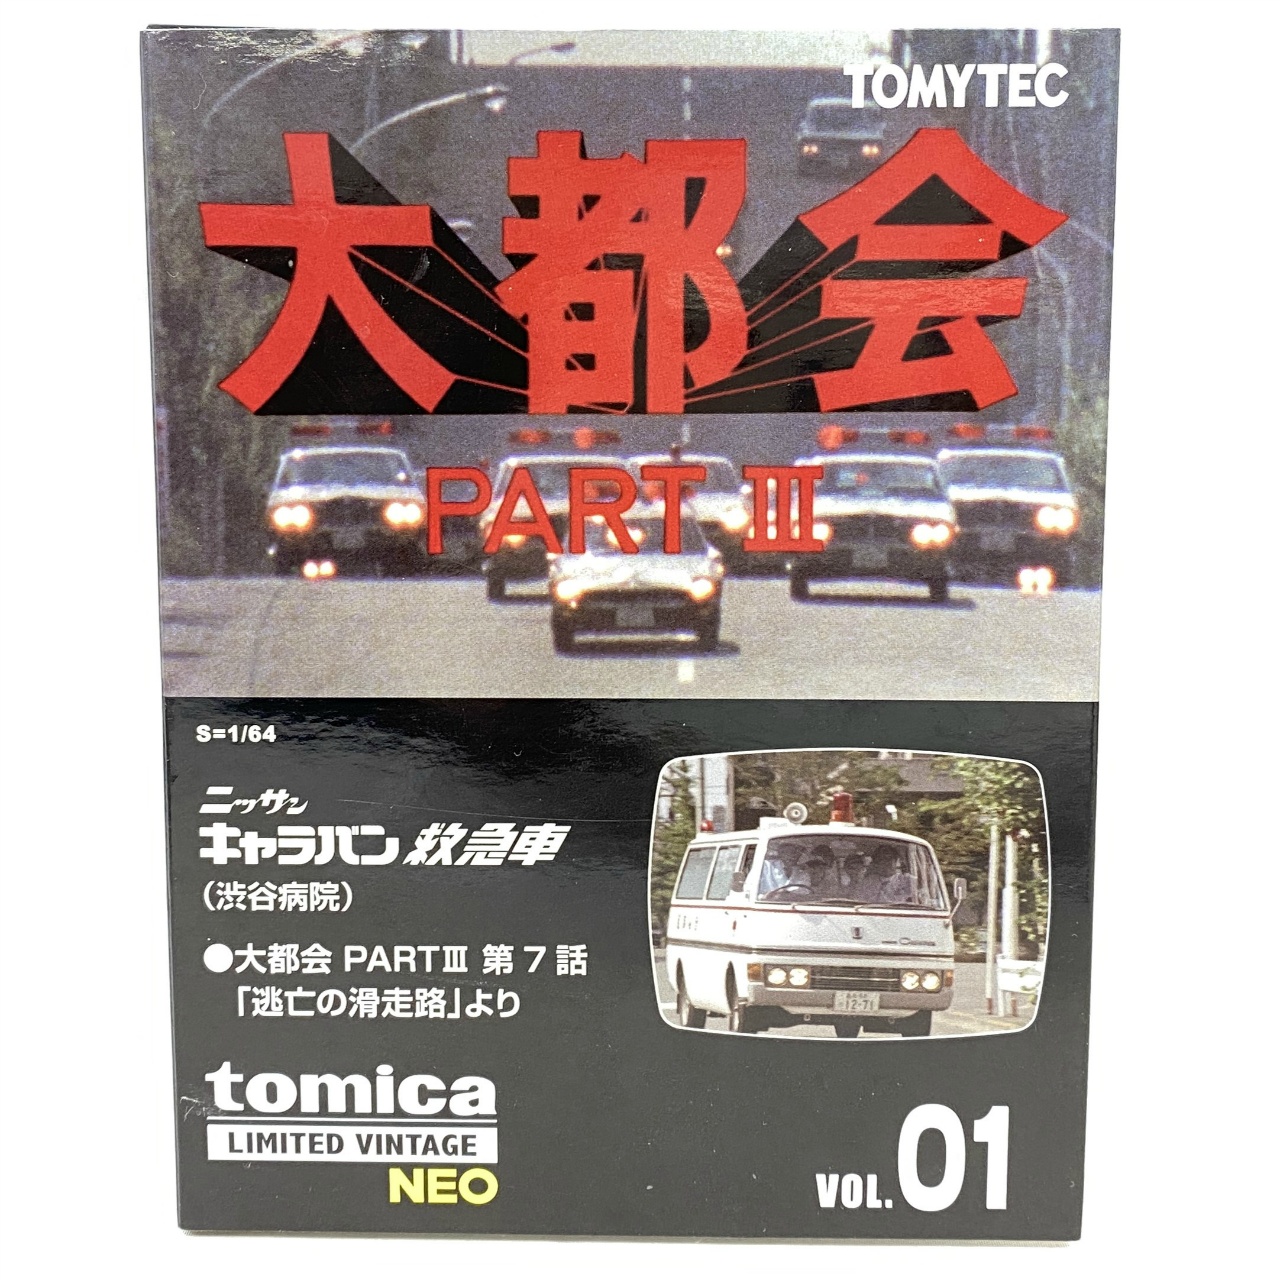 TOMYTEC
大都会
PART III
S=1/64
ニッサン
キャラバン 救急車
(渋谷病院)
●大都会 PARTⅢ 第7話
「逃亡の滑走路」より
12-71
tomica
LIMITED VINTAGE
NEO
VOL.01